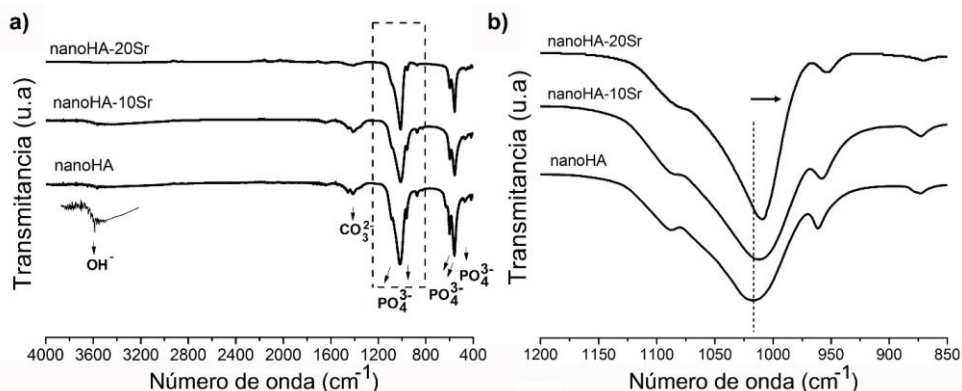 a)
Transmitancia (u.a)
nanoHA-20Sr
nanoHA-10Sr
nanoHA
OH⁻
CO₃²⁻
PO₄³⁻
PO₄³⁻
PO₄³⁻
4000 3600 3200 2800 2400 2000 1600 1200 800 400
Número de onda (cm⁻¹)
b)
Transmitancia (u.a)
nanoHA-20Sr
nanoHA-10Sr
nanoHA
1200 1150 1100 1050 1000 950 900 850
Número de onda (cm⁻¹)